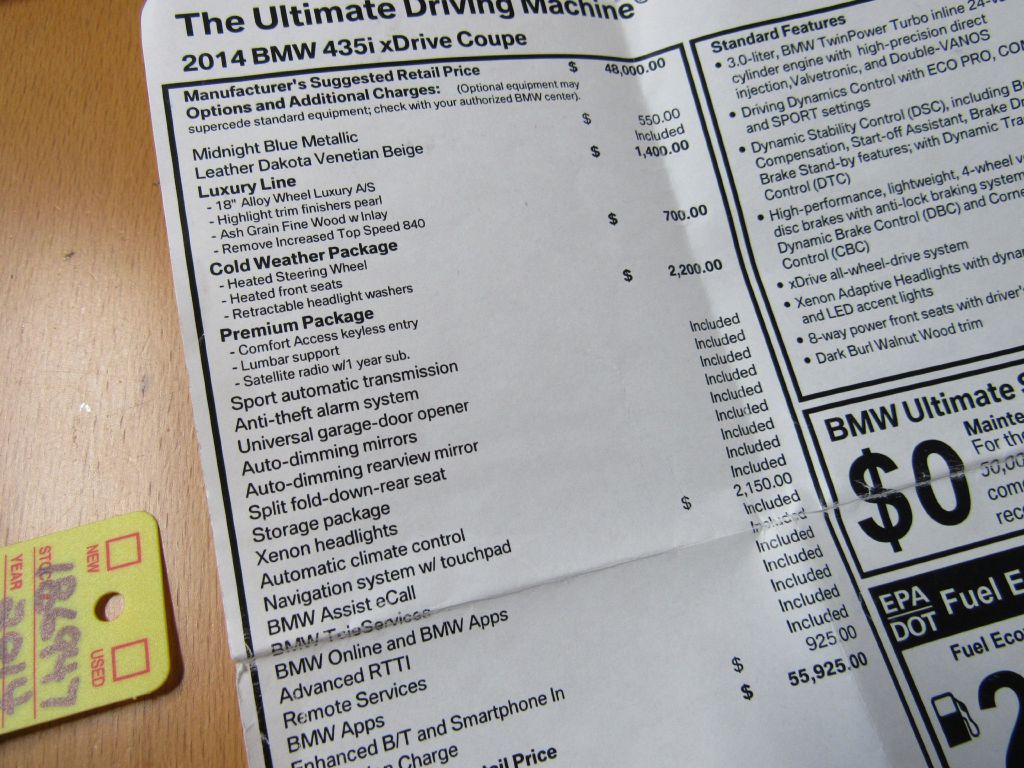 The Ultimate Driving Machine®
2014 BMW 435i xDrive Coupe
Manufacturer's Suggested Retail Price $ 48,000.00
Options and Additional Charges: (Optional equipment may
supercede standard equipment; check with your authorized BMW center).
Midnight Blue Metallic $ 550.00
Leather Dakota Venetian Beige Included
Luxury Line $ 1,400.00
- 18" Alloy Wheel Luxury A/S
- Highlight trim finishers pearl
- Ash Grain Fine Wood w Inlay
- Remove Increased Top Speed 840
Cold Weather Package $ 700.00
- Heated Steering Wheel
- Heated front seats
- Retractable headlight washers
Premium Package $ 2,200.00
- Comfort Access keyless entry
- Lumbar support
- Satellite radio w/1 year sub.
Sport automatic transmission Included
Anti-theft alarm system Included
Universal garage-door opener Included
Auto-dimming mirrors Included
Auto-dimming rearview mirror Included
Split fold-down-rear seat Included
Storage package Included
Xenon headlights Included
Automatic climate control Included
Navigation system w/ touchpad $ 2,150.00
BMW Assist eCall Included
BMW TeleServices Included
BMW Online and BMW Apps Included
Advanced RTTI Included
Remote Services Included
BMW Apps Included
Enhanced B/T and Smartphone In
Charge $ 925.00
Price $ 55,925.00
Standard Features
• 3.0-liter, BMW TwinPower Turbo inline
cylinder engine with high-precision direct
injection,Valvetronic, and Double-VANOS
• Driving Dynamics Control with ECO PRO,
and SPORT settings
• Dynamic Stability Control (DSC), including
Compensation, Start-off Assistant, Brake
Brake Stand-by features; with Dynamic
Control (DTC)
• High-performance, lightweight, 4-wheel
disc brakes with anti-lock braking system
Dynamic Brake Control (DBC) and
Control (CBC)
• xDrive all-wheel-drive system
• Xenon Adaptive Headlights with
and LED accent lights
• 8-way power front seats with driver's
• Dark Burl Walnut Wood trim
BMW Ultimate
$0
For
EPA
DOT
Fuel
Fuel
2
NEW
USED
YEAR
2014